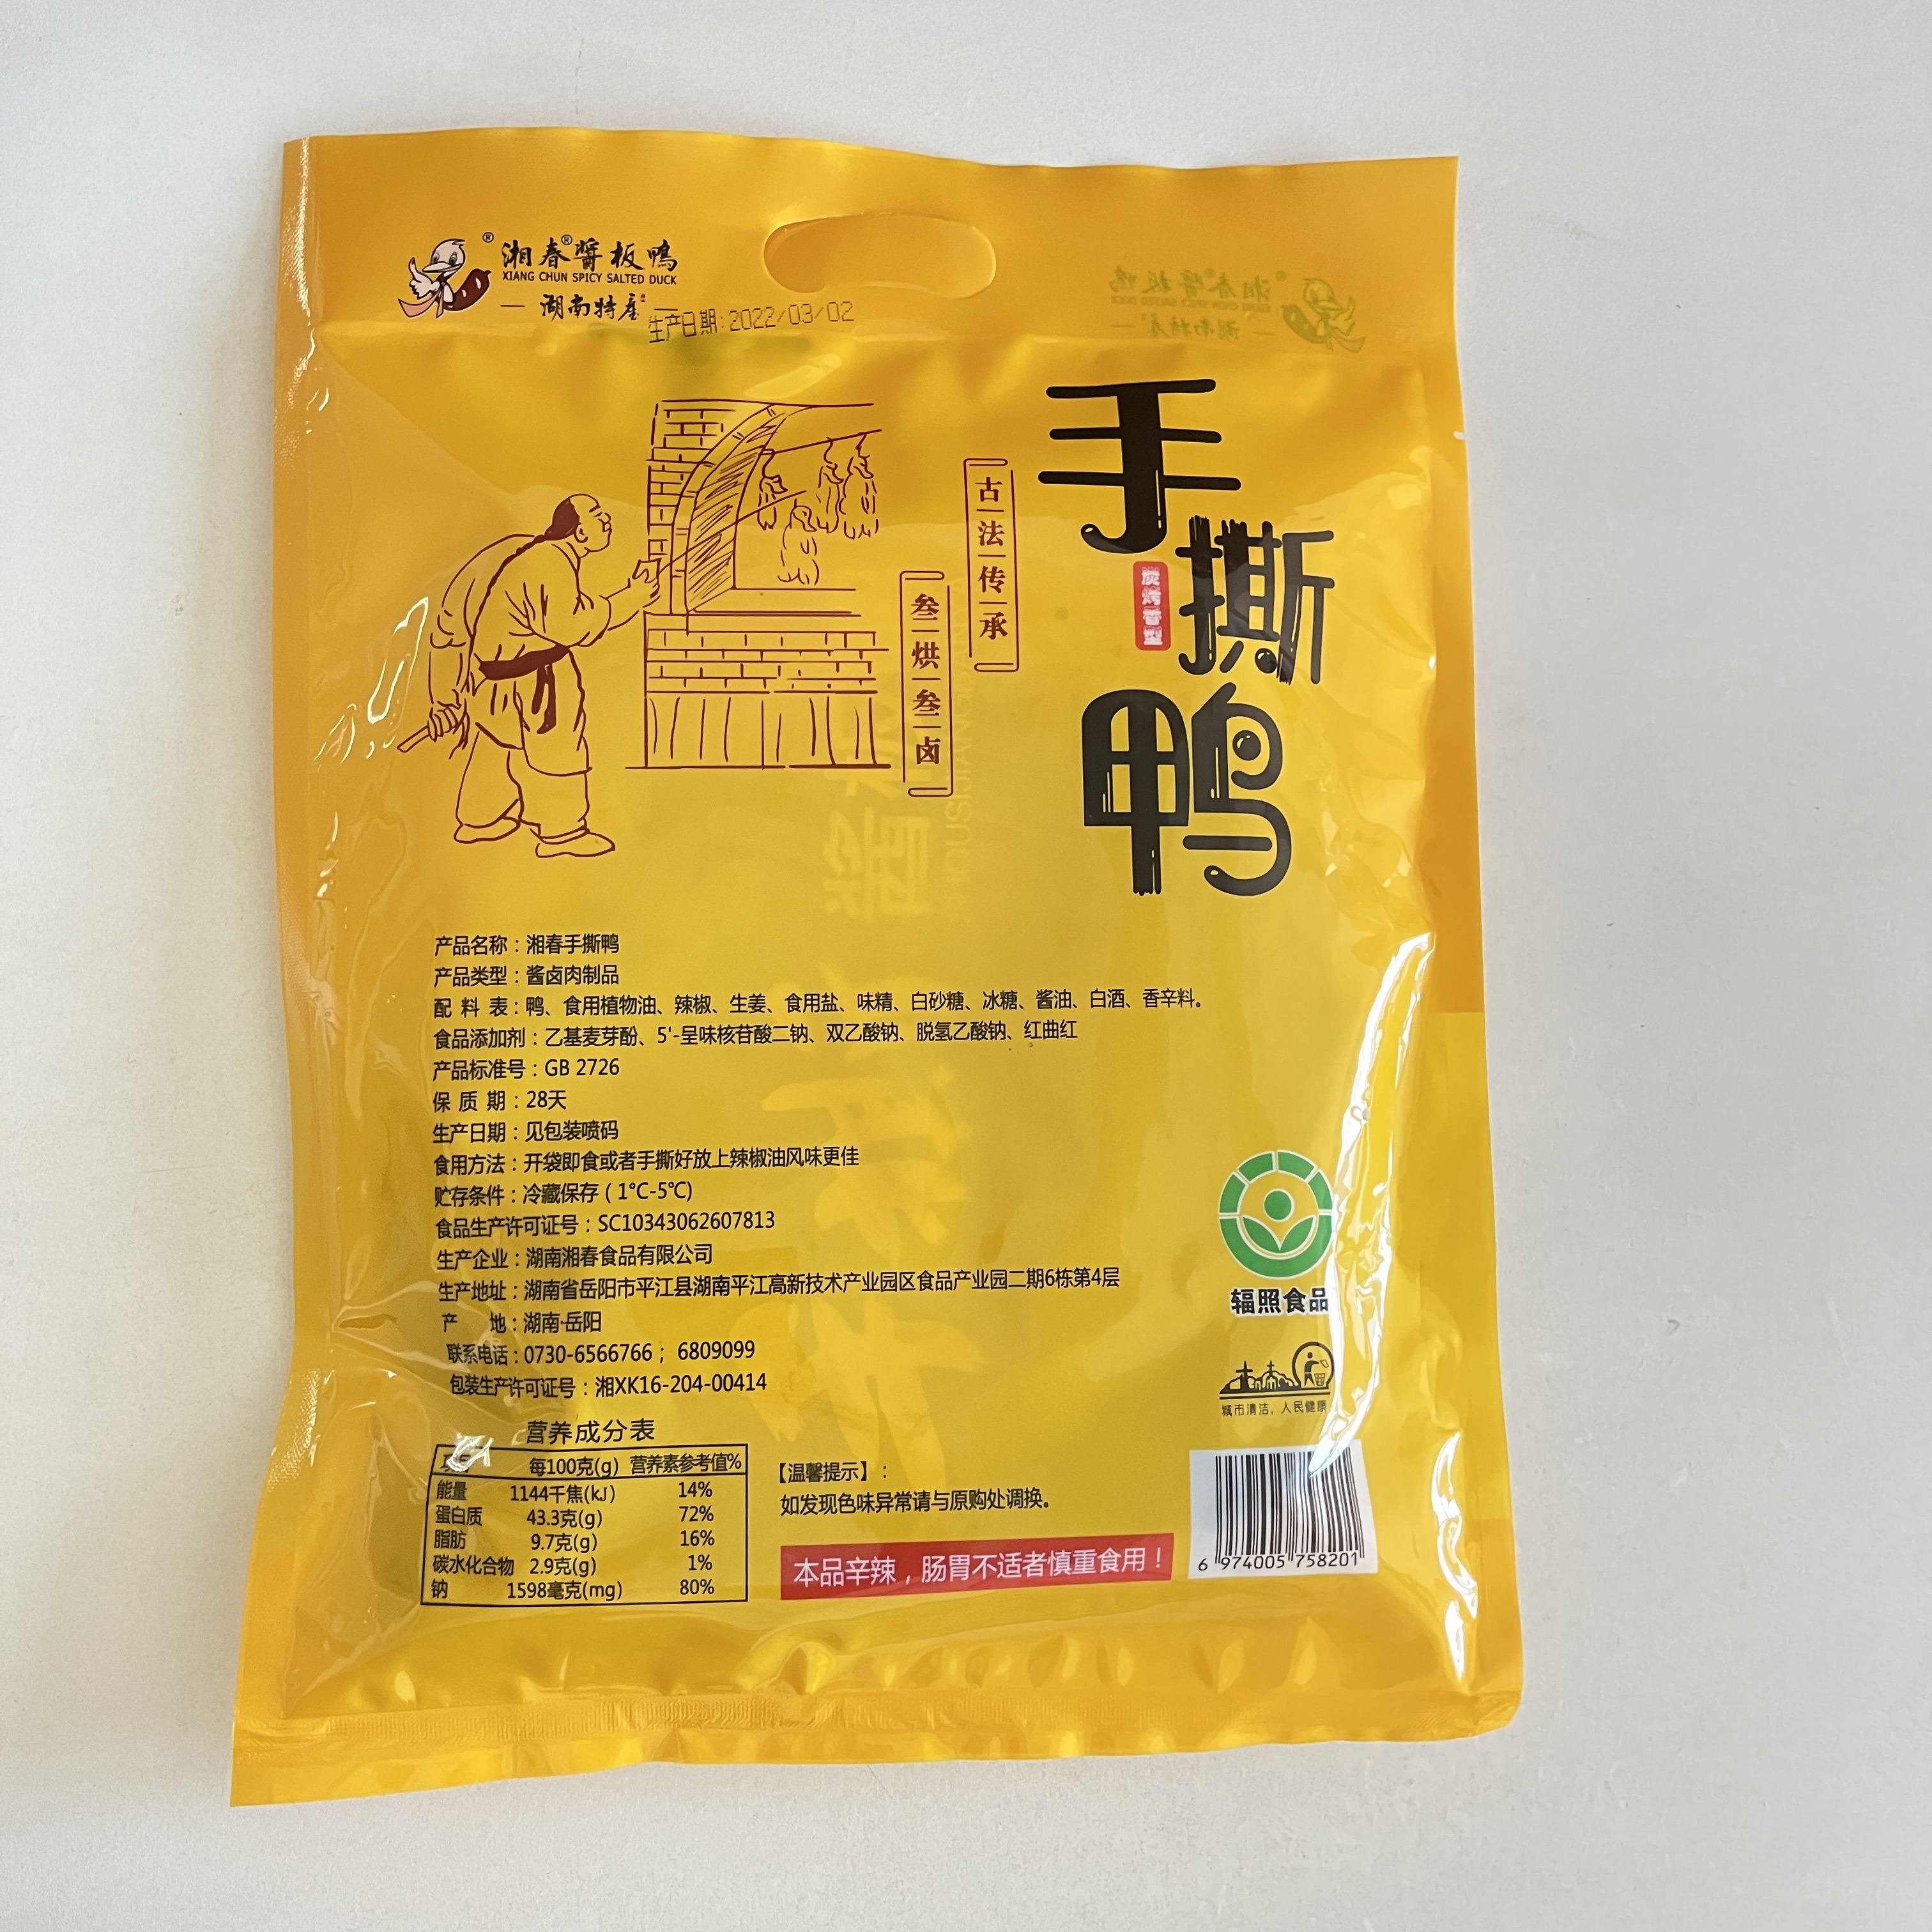 湘春®醬板鴨
XIANG CHUN SPICY SALTED DUCK
湖南特産
生产日期:2022/03/02
手撕鸭
炭烤香型
古法传承
叁烘叁卤
产品名称：湘春手撕鸭
产品类型：酱卤肉制品
配 料 表：鸭、食用植物油、辣椒、生姜、食用盐、味精、白砂糖、冰糖、酱油、白酒、香辛料。
食品添加剂：乙基麦芽酚、5'-呈味核苷酸二钠、双乙酸钠、脱氢乙酸钠、红曲红
产品标准号：GB 2726
保 质 期：28天
生产日期：见包装喷码
食用方法：开袋即食或者手撕好放上辣椒油风味更佳
贮存条件：冷藏保存（1℃-5℃）
食品生产许可证号：SC10343062607813
生产企业：湖南湘春食品有限公司
生产地址：湖南省岳阳市平江县湖南平江高新技术产业园区食品产业园二期6栋第4层
产 地：湖南·岳阳
联系电话：0730-6566766； 6809099
包装生产许可证号：湘XK16-204-00414
辐照食品
城市清洁，人民健康
营养成分表
每100克(g) 营养素参考值%
能量 1144千焦(kJ) 14%
蛋白质 43.3克(g) 72%
脂肪 9.7克(g) 16%
碳水化合物 2.9克(g) 1%
钠 1598毫克(mg) 80%
【温馨提示】：
如发现色味异常请与原购处调换。
本品辛辣，肠胃不适者慎重食用！
6 974005 758201